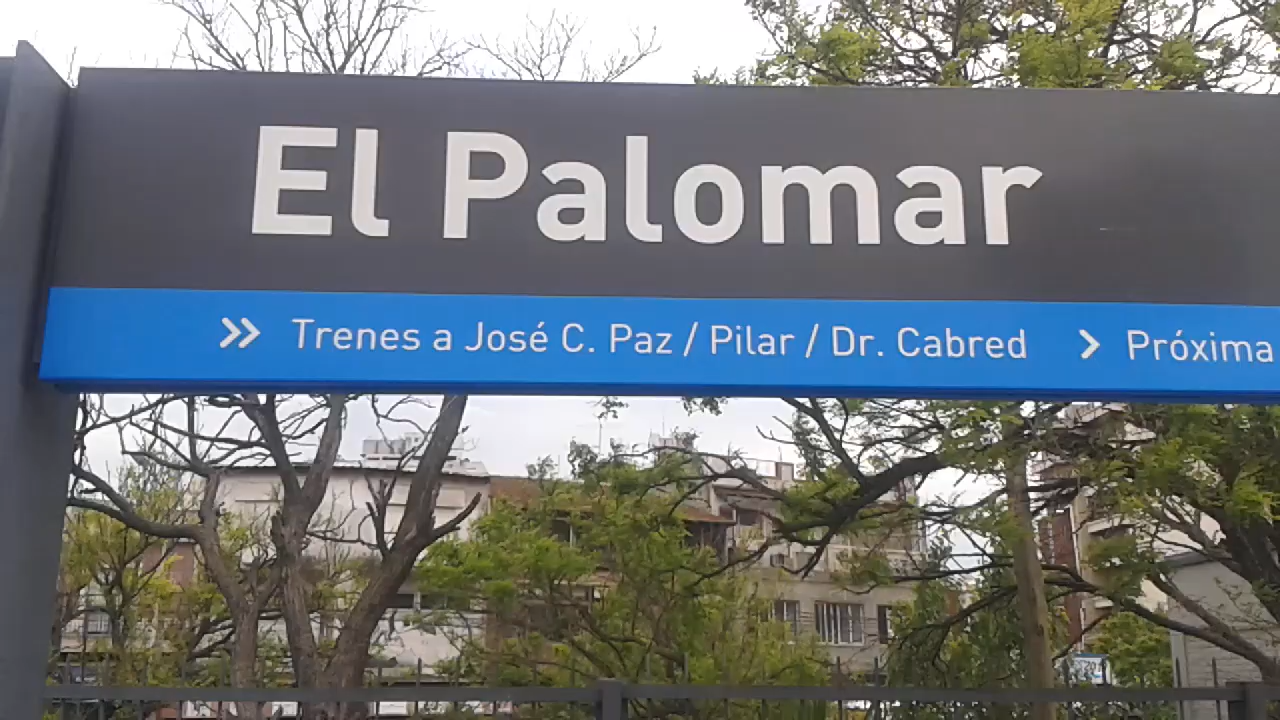 El Palomar
» Trenes a José C. Paz / Pilar / Dr. Cabred › Próxima